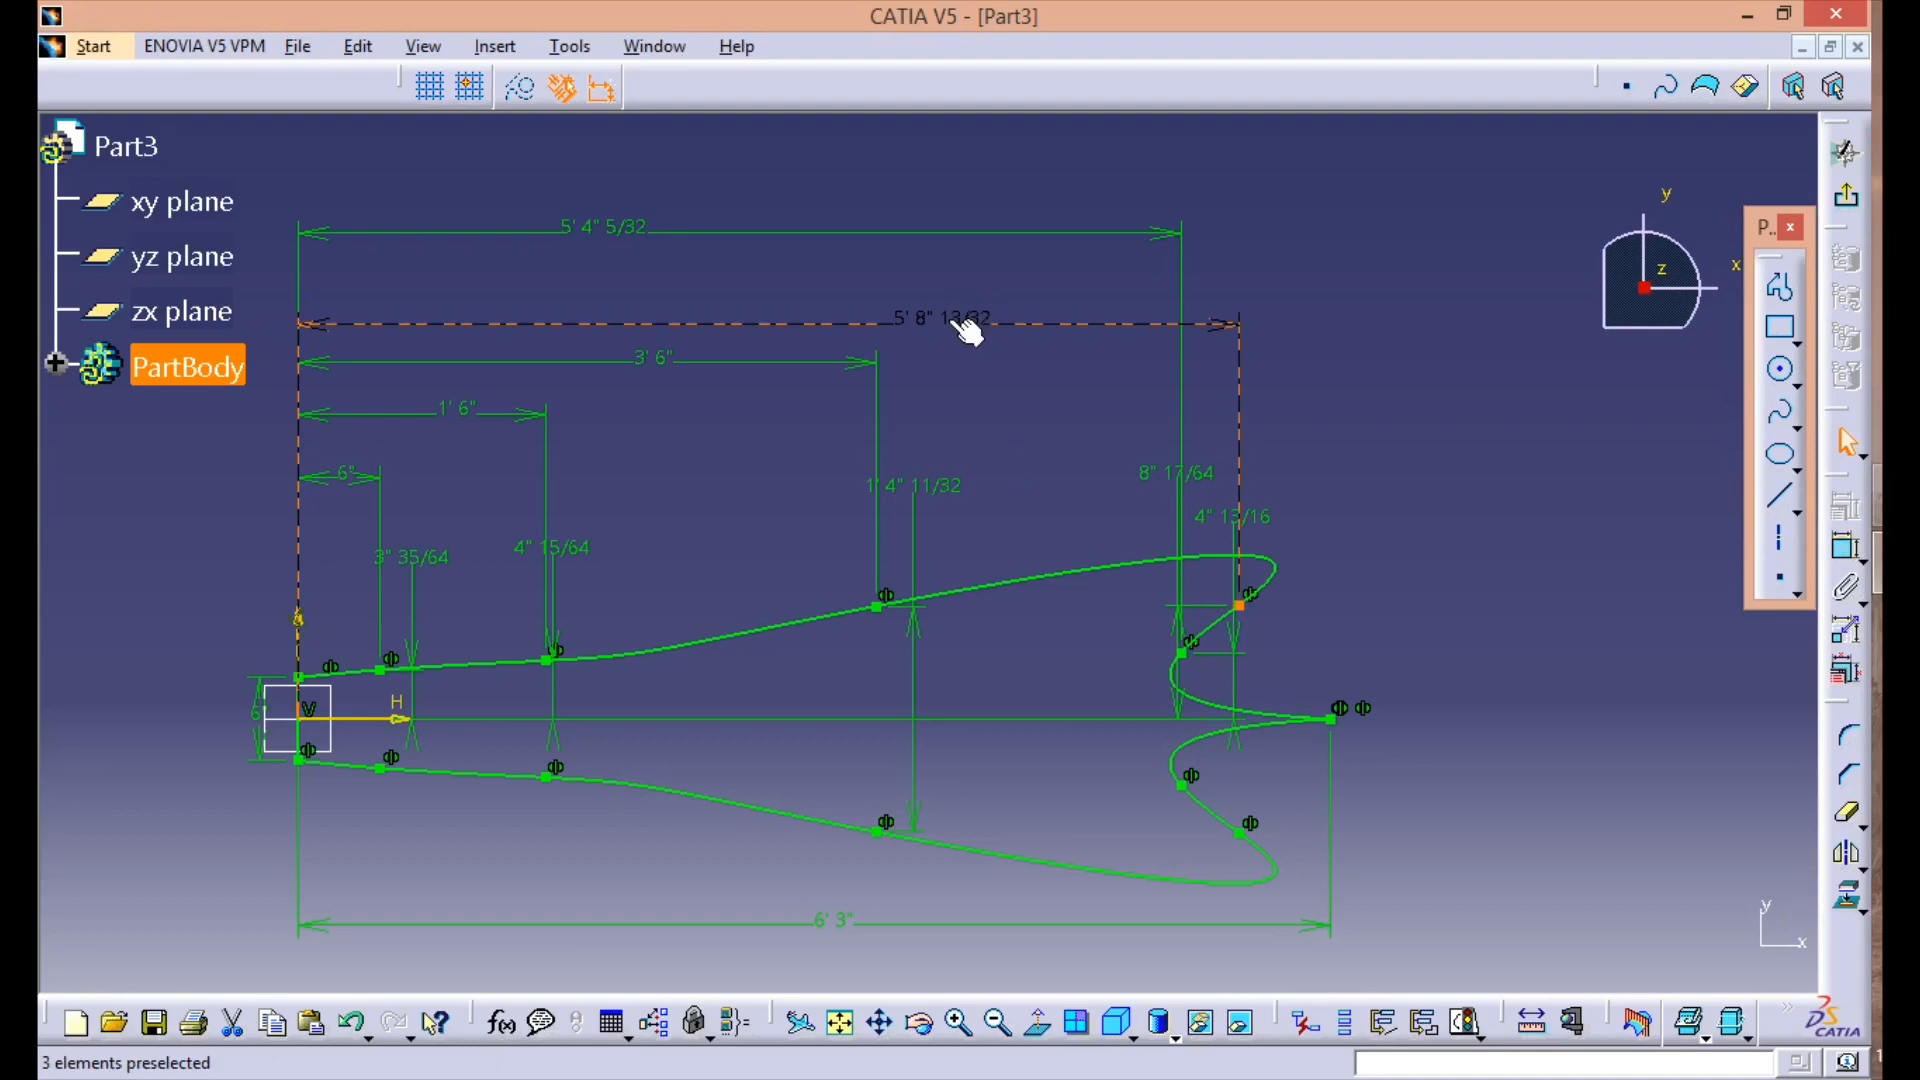 CATIA V5 - [Part3]
Start ENOVIA V5 VPM File Edit View Insert Tools Window Help
Part3
xy plane
yz plane
zx plane
PartBody
5' 4" 5/32
5' 8" 13/32
3' 6"
1' 6"
6"
1' 4" 11/32
8" 17/64
4" 13/16
3" 35/64
4" 15/64
6"
V
H
6' 3"
y
x
z
P..
y
x
f(x)
DS
CATIA
3 elements preselected